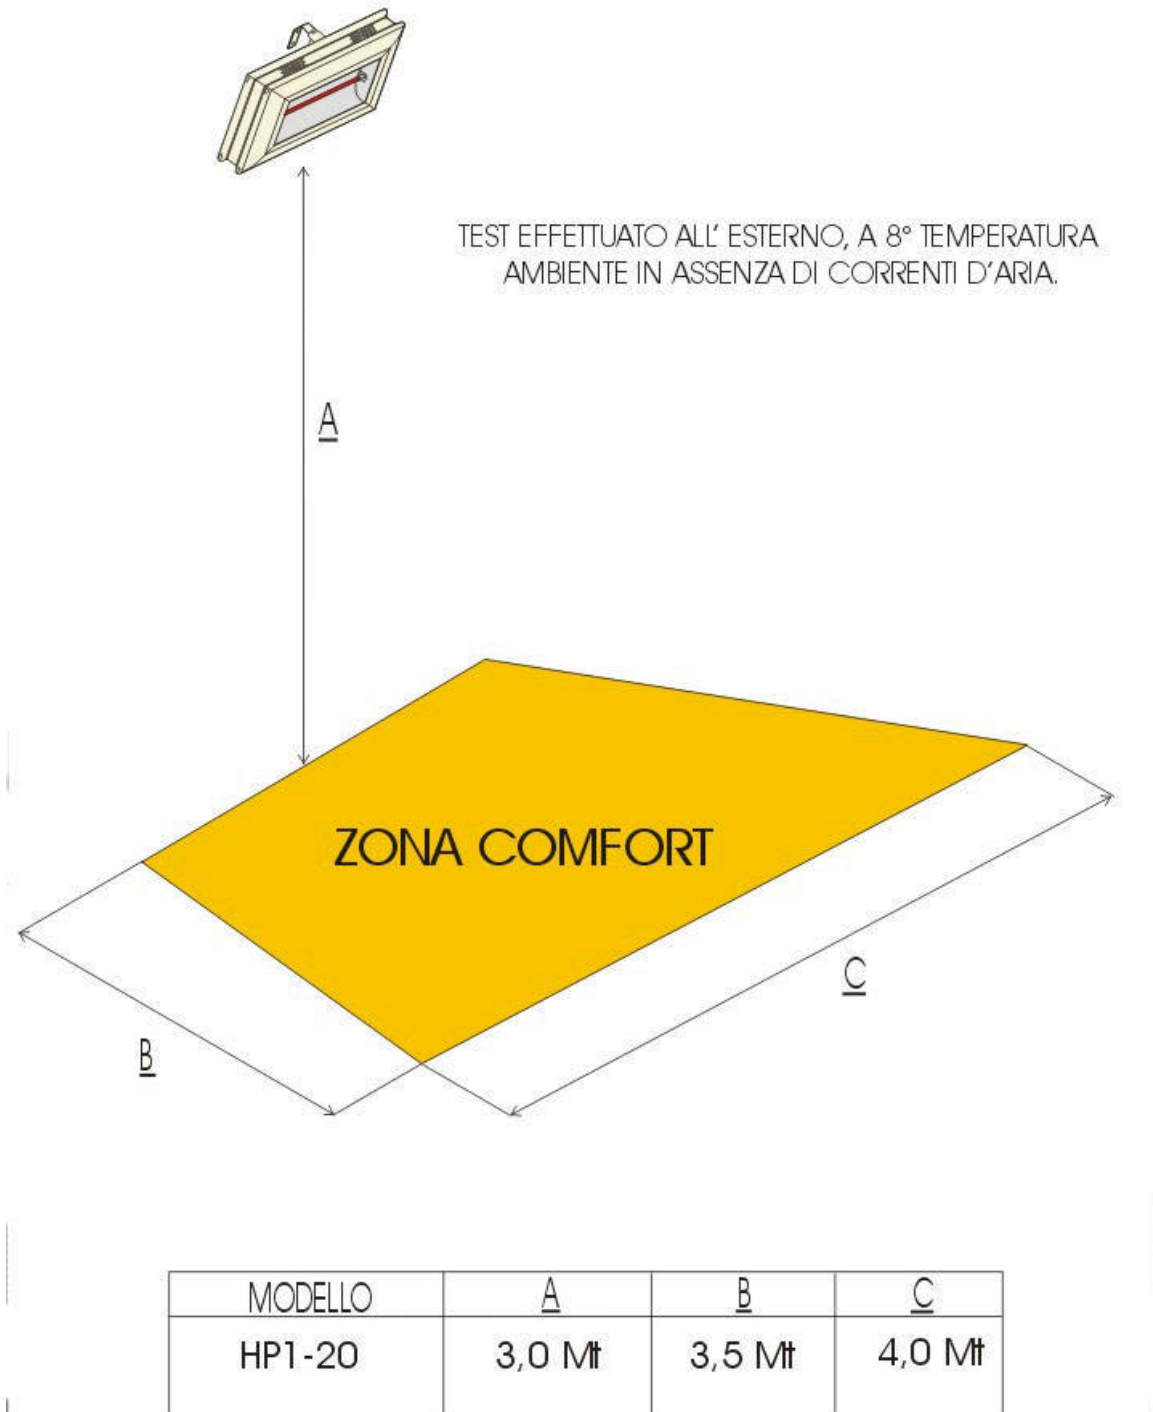 TEST EFFETTUATO ALL' ESTERNO, A 8° TEMPERATURA
AMBIENTE IN ASSENZA DI CORRENTI D'ARIA.
A
ZONA COMFORT
C
B
MODELLO A B C
HP1-20 3,0 Mt 3,5 Mt 4,0 Mt